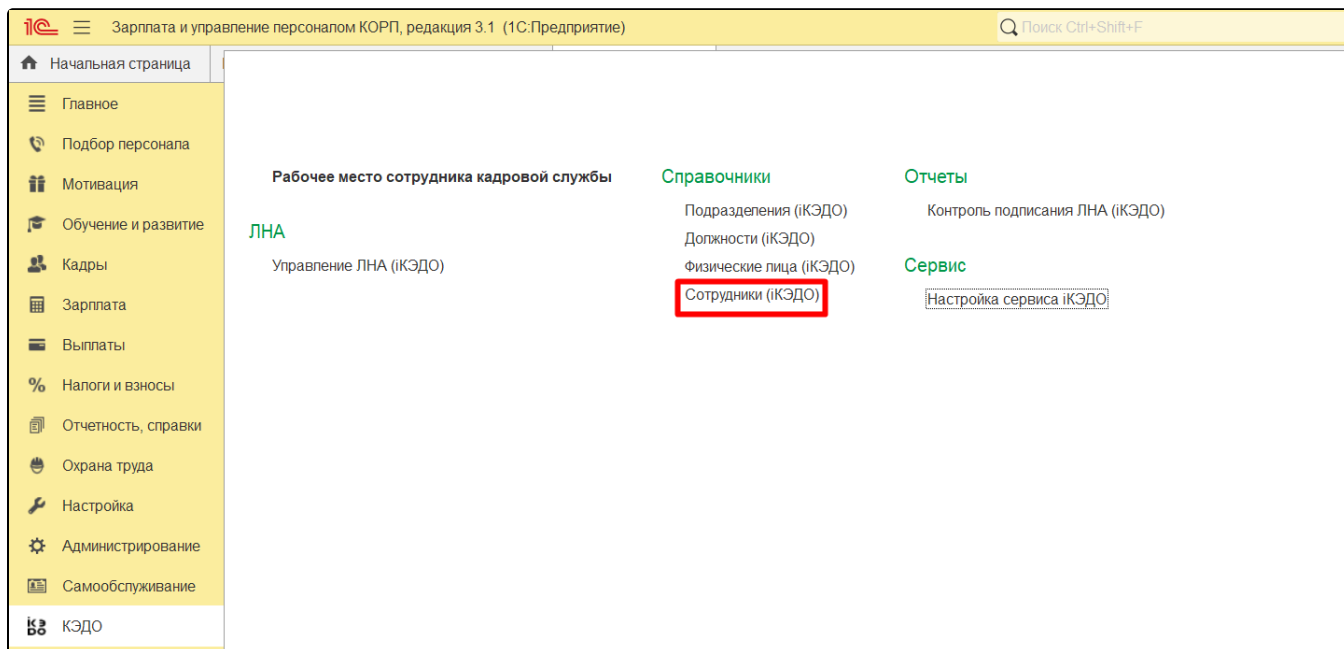 1С Зарплата и управление персоналом КОРП, редакция 3.1 (1С:Предприятие) Поиск Ctrl+Shift+F
Начальная страница
Главное
Подбор персонала
Мотивация
Обучение и развитие
Кадры
Зарплата
Выплаты
Налоги и взносы
Отчетность, справки
Охрана труда
Настройка
Администрирование
Самообслуживание
iКЭДО КЭДО
Рабочее место сотрудника кадровой службы
ЛНА
Управление ЛНА (iКЭДО)
Справочники
Подразделения (iКЭДО)
Должности (iКЭДО)
Физические лица (iКЭДО)
Сотрудники (iКЭДО)
Отчеты
Контроль подписания ЛНА (iКЭДО)
Сервис
Настройка сервиса iКЭДО